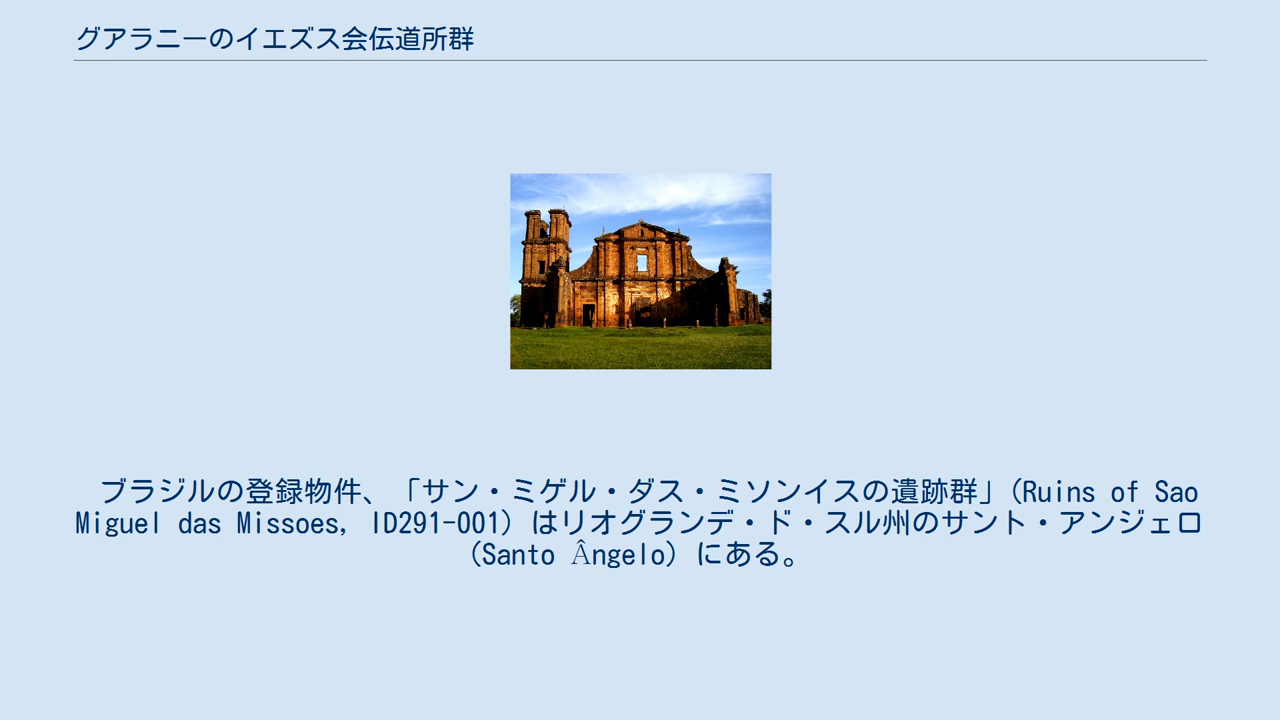 グアラニーのイエズス会伝道所群
ブラジルの登録物件、「サン・ミゲル・ダス・ミソンイスの遺跡群」(Ruins of Sao
Miguel das Missoes, ID291-001) はリオグランデ・ド・スル州のサント・アンジェロ
(Santo Ângelo) にある。